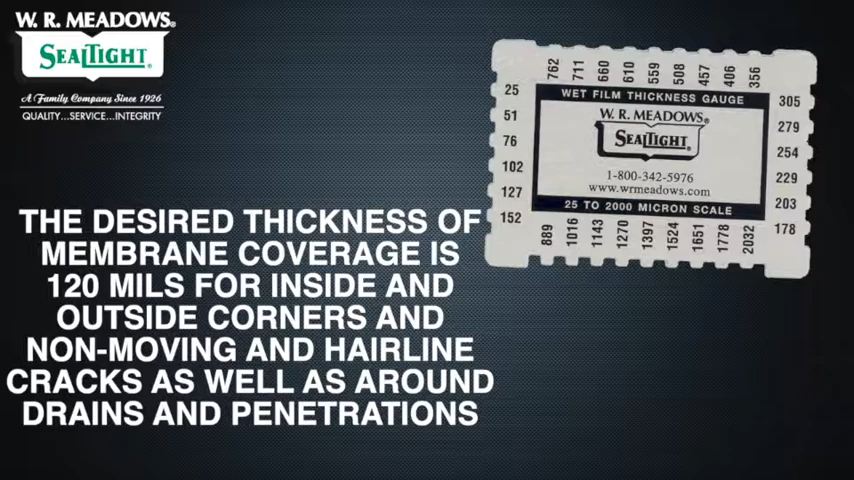 W. R. MEADOWS®
SEALTIGHT®
A Family Company Since 1926
QUALITY...SERVICE...INTEGRITY
THE DESIRED THICKNESS OF
MEMBRANE COVERAGE IS
120 MILS FOR INSIDE AND
OUTSIDE CORNERS AND
NON-MOVING AND HAIRLINE
CRACKS AS WELL AS AROUND
DRAINS AND PENETRATIONS
762 711 660 610 559 508 457 406 356
25
51
76
102
127
152
WET FILM THICKNESS GAUGE
W. R. MEADOWS®
SEALTIGHT®
1-800-342-5976
www.wrmeadows.com
25 TO 2000 MICRON SCALE
305
279
254
229
203
178
889 1016 1143 1270 1397 1524 1651 1778 2032